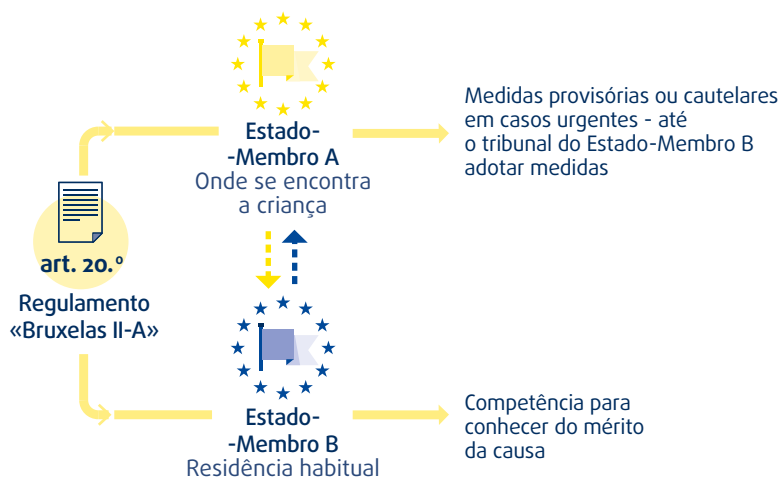 art. 20.º
Regulamento
«Bruxelas II-A»
Estado-
-Membro A
Onde se encontra
a criança
Medidas provisórias ou cautelares
em casos urgentes - até
o tribunal do Estado-Membro B
adotar medidas
Estado-
-Membro B
Residência habitual
Competência para
conhecer do mérito
da causa